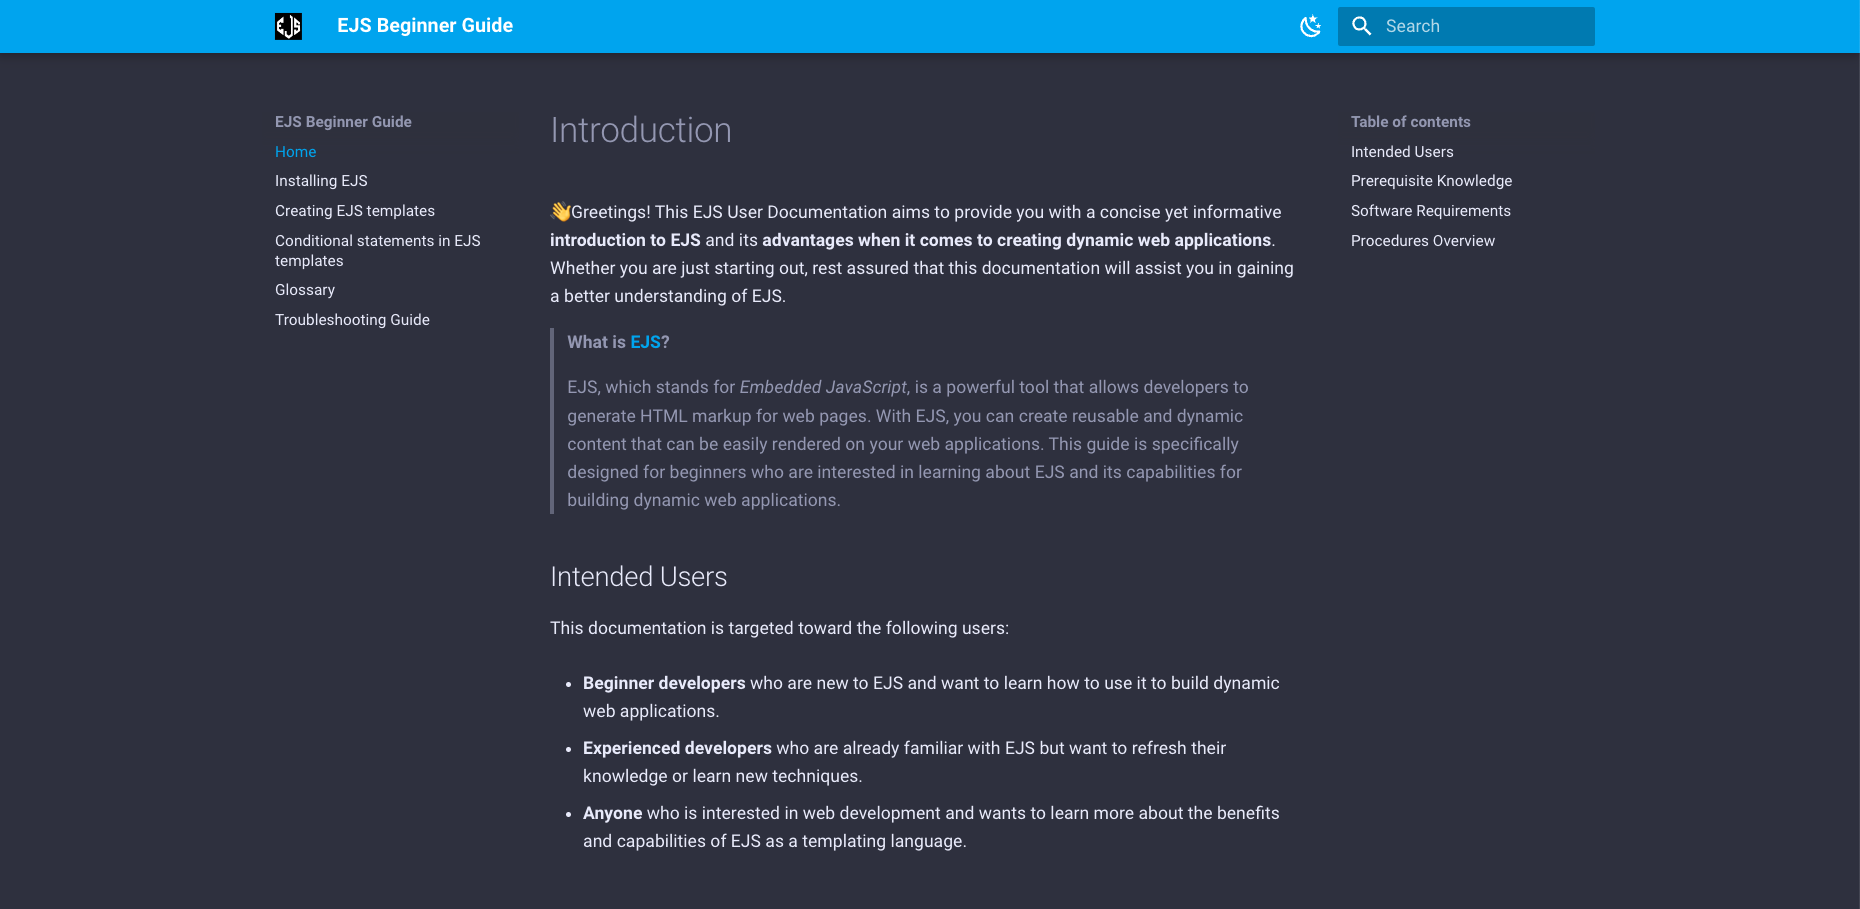 EJS
EJS Beginner Guide
Search
EJS Beginner Guide
Home
Installing EJS
Creating EJS templates
Conditional statements in EJS
templates
Glossary
Troubleshooting Guide
Introduction
👋Greetings! This EJS User Documentation aims to provide you with a concise yet informative
introduction to EJS and its advantages when it comes to creating dynamic web applications.
Whether you are just starting out, rest assured that this documentation will assist you in gaining
a better understanding of EJS.
What is EJS?
EJS, which stands for Embedded JavaScript, is a powerful tool that allows developers to
generate HTML markup for web pages. With EJS, you can create reusable and dynamic
content that can be easily rendered on your web applications. This guide is specifically
designed for beginners who are interested in learning about EJS and its capabilities for
building dynamic web applications.
Intended Users
This documentation is targeted toward the following users:
• Beginner developers who are new to EJS and want to learn how to use it to build dynamic
web applications.
• Experienced developers who are already familiar with EJS but want to refresh their
knowledge or learn new techniques.
• Anyone who is interested in web development and wants to learn more about the benefits
and capabilities of EJS as a templating language.
Table of contents
Intended Users
Prerequisite Knowledge
Software Requirements
Procedures Overview